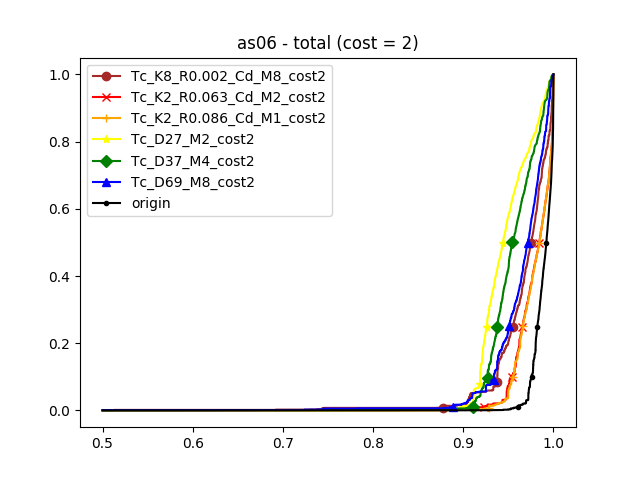 as06 - total (cost = 2)
Tc_K8_R0.002_Cd_M8_cost2
Tc_K2_R0.063_Cd_M2_cost2
Tc_K2_R0.086_Cd_M1_cost2
Tc_D27_M2_cost2
Tc_D37_M4_cost2
Tc_D69_M8_cost2
origin
1.0
0.8
0.6
0.4
0.2
0.0
0.5 0.6 0.7 0.8 0.9 1.0